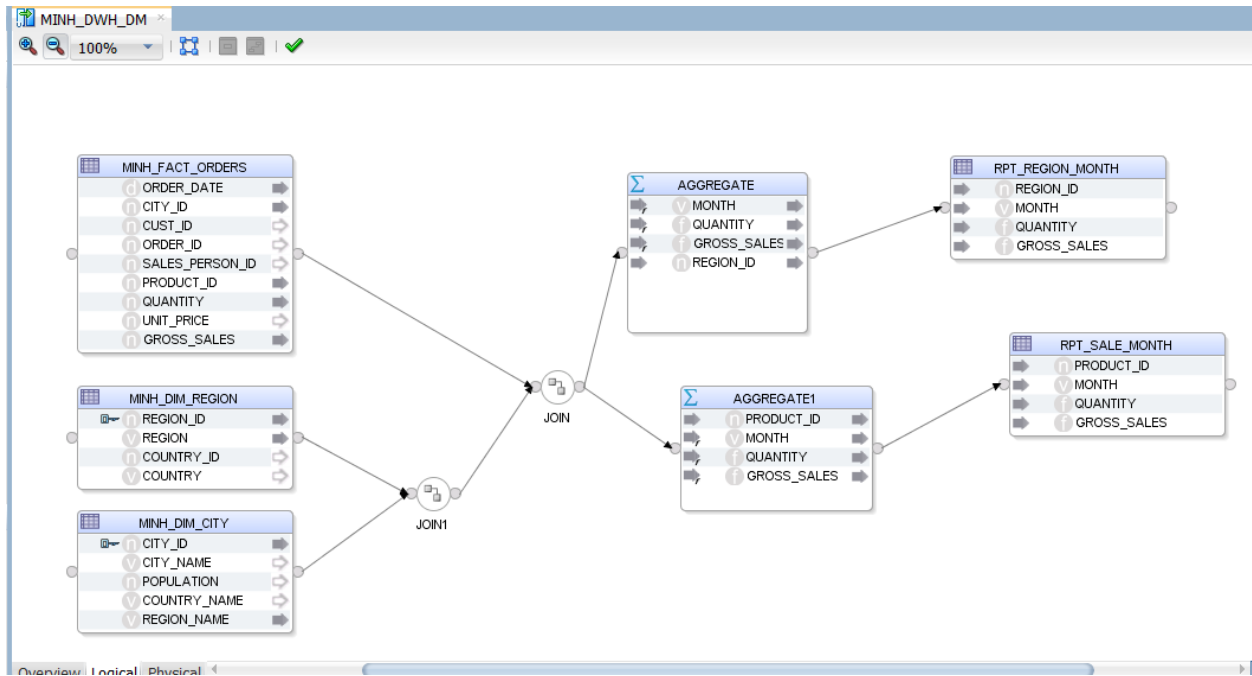 MINH_DWH_DM
100%
MINH_FACT_ORDERS
d ORDER_DATE
n CITY_ID
n CUST_ID
n ORDER_ID
n SALES_PERSON_ID
n PRODUCT_ID
n QUANTITY
n UNIT_PRICE
n GROSS_SALES
MINH_DIM_REGION
n REGION_ID
v REGION
n COUNTRY_ID
v COUNTRY
MINH_DIM_CITY
n CITY_ID
v CITY_NAME
n POPULATION
v COUNTRY_NAME
v REGION_NAME
JOIN1
JOIN
Σ AGGREGATE
v MONTH
f QUANTITY
f GROSS_SALES
n REGION_ID
Σ AGGREGATE1
n PRODUCT_ID
v MONTH
f QUANTITY
f GROSS_SALES
RPT_REGION_MONTH
n REGION_ID
v MONTH
f QUANTITY
f GROSS_SALES
RPT_SALE_MONTH
n PRODUCT_ID
v MONTH
f QUANTITY
f GROSS_SALES
Overview Logical Physical